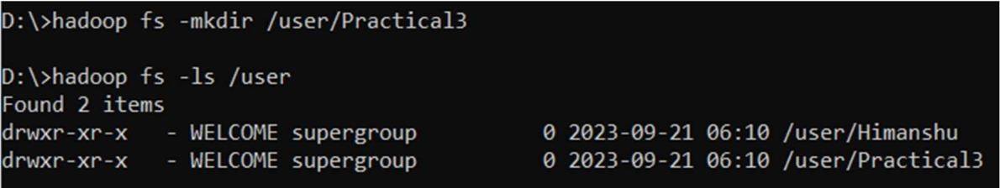 D:\>hadoop fs -mkdir /user/Practical3
D:\>hadoop fs -ls /user
Found 2 items
drwxr-xr-x   - WELCOME supergroup          0 2023-09-21 06:10 /user/Himanshu
drwxr-xr-x   - WELCOME supergroup          0 2023-09-21 06:10 /user/Practical3